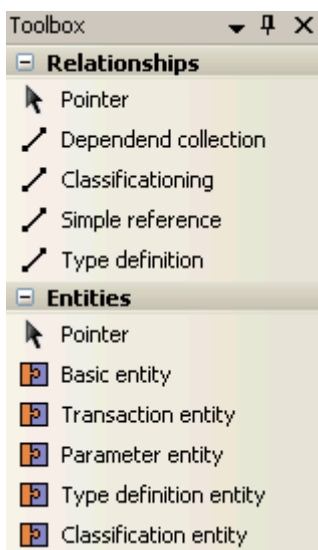 Toolbox
Relationships
Pointer
Dependend collection
Classificationing
Simple reference
Type definition
Entities
Pointer
Basic entity
Transaction entity
Parameter entity
Type definition entity
Classification entity